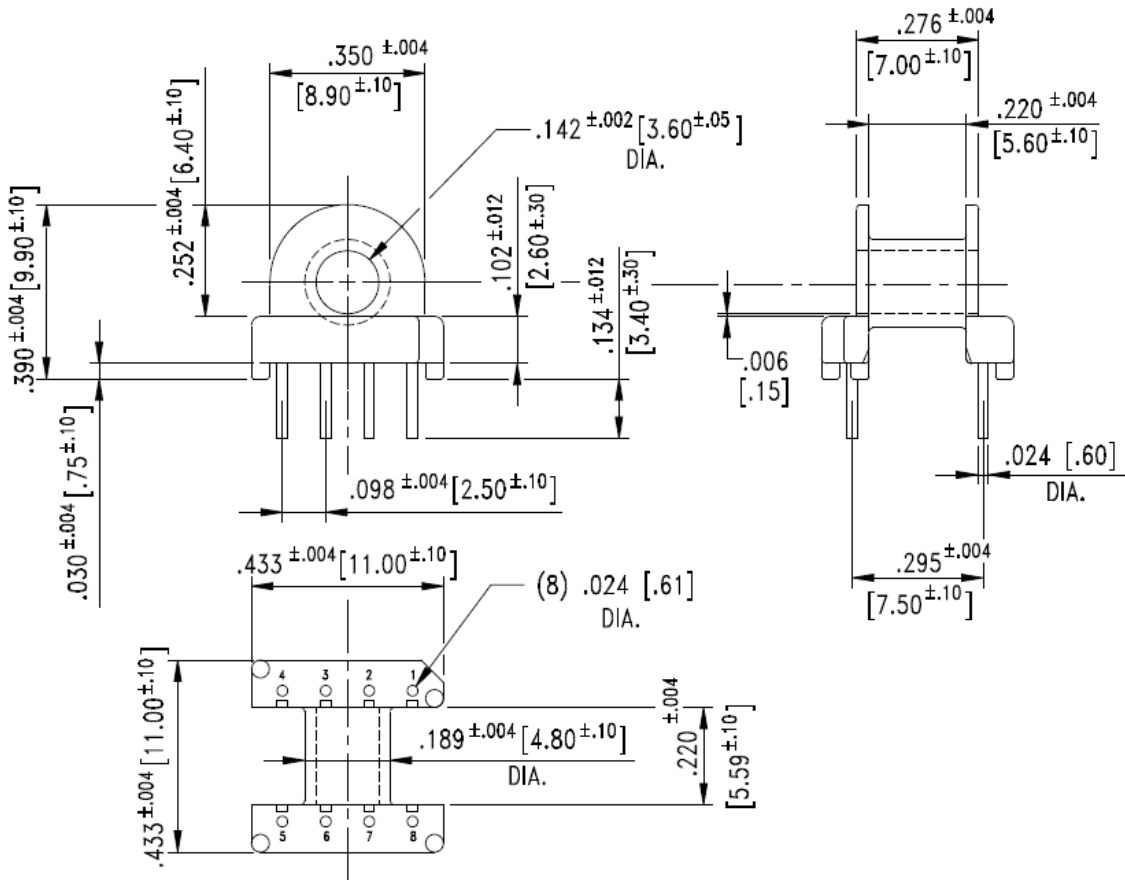 .350 ±.004
[8.90 ±.10]
.276 ±.004
[7.00 ±.10]
.220 ±.004
[5.60 ±.10]
.142 ±.002 [3.60 ±.05]
DIA.
.390 ±.004 [9.90 ±.10]
.252 ±.004 [6.40 ±.10]
.102 ±.012
[2.60 ±.30]
.134 ±.012
[3.40 ±.30]
.006
[.15]
.030 ±.004 [.75 ±.10]
.098 ±.004 [2.50 ±.10]
.024 [.60]
DIA.
.295 ±.004
[7.50 ±.10]
.433 ±.004 [11.00 ±.10]
(8) .024 [.61]
DIA.
.433 ±.004 [11.00 ±.10]
4 3 2 1
.189 ±.004 [4.80 ±.10]
DIA.
.220 ±.004
[5.59 ±.10]
5 6 7 8